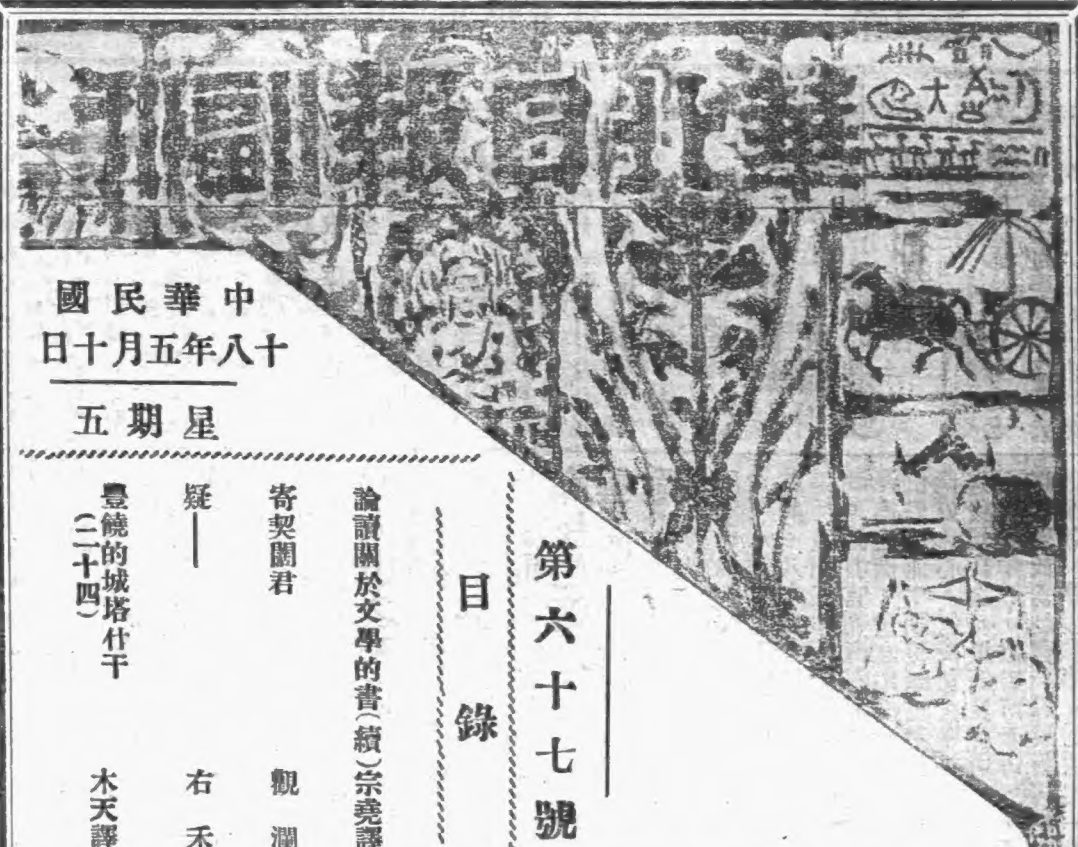 華北日報副刊
中華民國
十八年五月十日
星期五
第六十七號
目錄
論讀關於文學的書(續)宗堯譯
寄契闊君 觀瀾
疑— 右禾
豐饒的城塔什干 木天譯
(二十四)